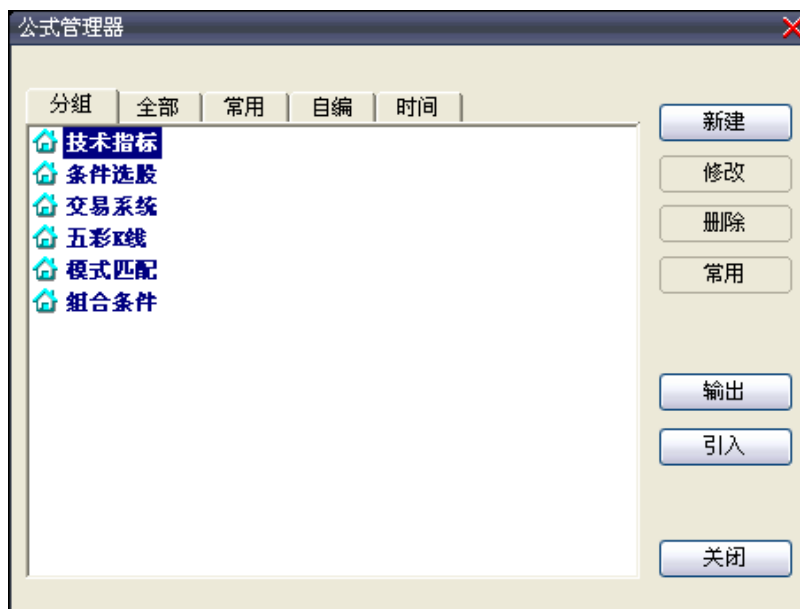 公式管理器
分组 全部 常用 自编 时间
技术指标
条件选股
交易系统
五彩K线
模式匹配
组合条件
新建
修改
删除
常用
输出
引入
关闭